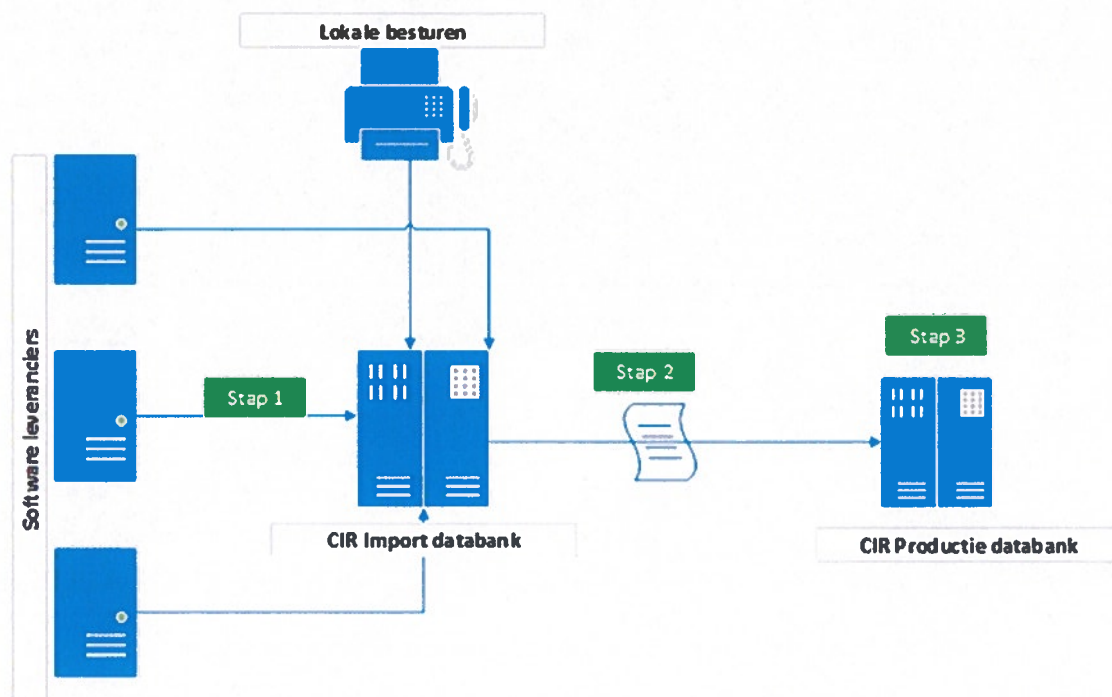 Lokale besturen
Software leveranciers
Stap 1
Stap 2
Stap 3
CIR Import databank
CIR Productie databank